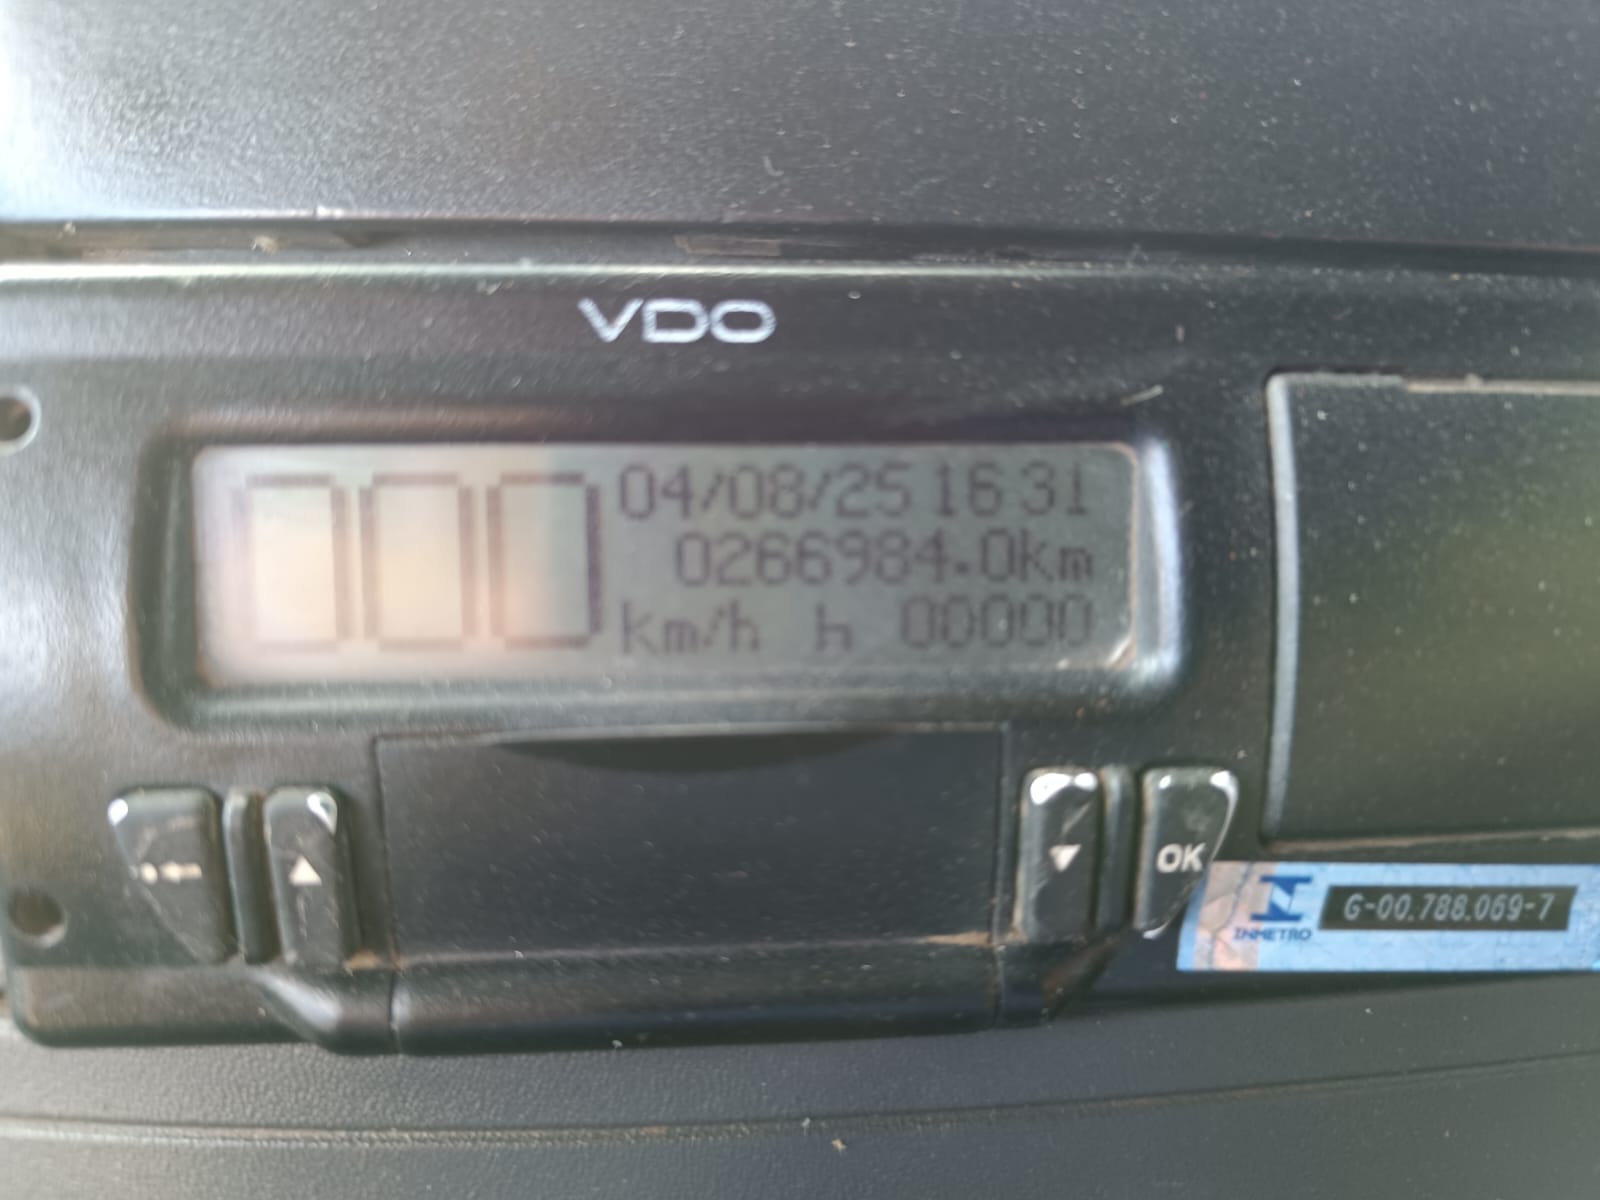 VDO
000
04/08/25 16 31
0266984.0km
km/h h 00000
OK
INMETRO
G-00.788.069-7